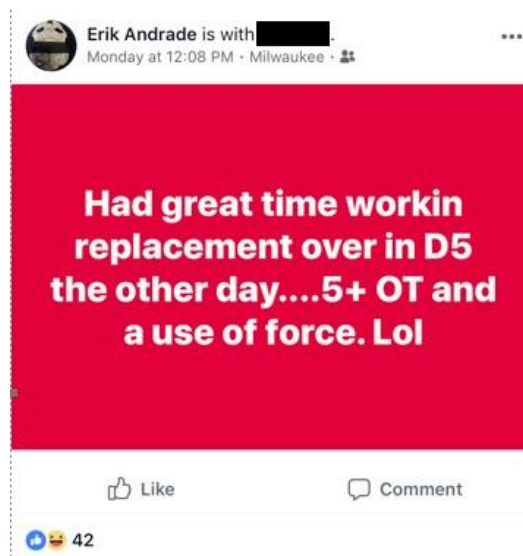 Erik Andrade is with
Monday at 12:08 PM · Milwaukee ·
Had great time workin
replacement over in D5
the other day....5+ OT and
a use of force. Lol
Like
Comment
42